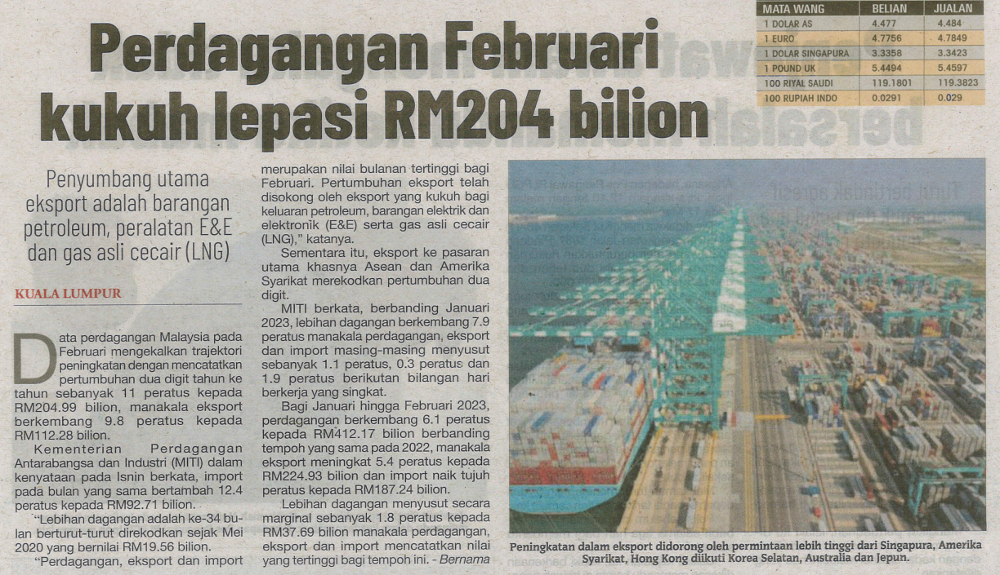 Perdagangan Februari
kukuh lepasi RM204 bilion
MATA WANG BELIAN JUALAN
1 DOLAR AS 4.477 4.484
1 EURO 4.7756 4.7849
1 DOLAR SINGAPURA 3.3358 3.3423
1 POUND UK 5.4494 5.4597
100 RIYAL SAUDI 119.1801 119.3823
100 RUPIAH INDO 0.0291 0.029
Penyumbang utama
eksport adalah barangan
petroleum, peralatan E&E
dan gas asli cecair (LNG)
KUALA LUMPUR
Data perdagangan Malaysia pada
Februari mengekalkan trajektori
peningkatan dengan mencatatkan
pertumbuhan dua digit tahun ke
tahun sebanyak 11 peratus kepada
RM204.99 bilion, manakala eksport
berkembang 9.8 peratus kepada
RM112.28 bilion.
Kementerian Perdagangan
Antarabangsa dan Industri (MITI) dalam
kenyataan pada Isnin berkata, import
pada bulan yang sama bertambah 12.4
peratus kepada RM92.71 bilion.
“Lebihan dagangan adalah ke-34 bu-
lan berturut-turut direkodkan sejak Mei
2020 yang bernilai RM19.56 bilion.
“Perdagangan, eksport dan import
merupakan nilai bulanan tertinggi bagi
Februari. Pertumbuhan eksport telah
disokong oleh eksport yang kukuh bagi
keluaran petroleum, barangan elektrik dan
elektronik (E&E) serta gas asli cecair
(LNG),” katanya.
Sementara itu, eksport ke pasaran
utama khasnya Asean dan Amerika
Syarikat merekodkan pertumbuhan dua
digit.
MITI berkata, berbanding Januari
2023, lebihan dagangan berkembang 7.9
peratus manakala perdagangan, eksport
dan import masing-masing menyusut
sebanyak 1.1 peratus, 0.3 peratus dan
1.9 peratus berikutan bilangan hari
berkerja yang singkat.
Bagi Januari hingga Februari 2023,
perdagangan berkembang 6.1 peratus
kepada RM412.17 bilion berbanding
tempoh yang sama pada 2022, manakala
eksport meningkat 5.4 peratus kepada
RM224.93 bilion dan import naik tujuh
peratus kepada RM187.24 bilion.
Lebihan dagangan menyusut secara
marginal sebanyak 1.8 peratus kepada
RM37.69 bilion manakala perdagangan,
eksport dan import mencatatkan nilai
yang tertinggi bagi tempoh ini. - Bernama
Peningkatan dalam eksport didorong oleh permintaan lebih tinggi dari Singapura, Amerika
Syarikat, Hong Kong diikuti Korea Selatan, Australia dan Jepun.